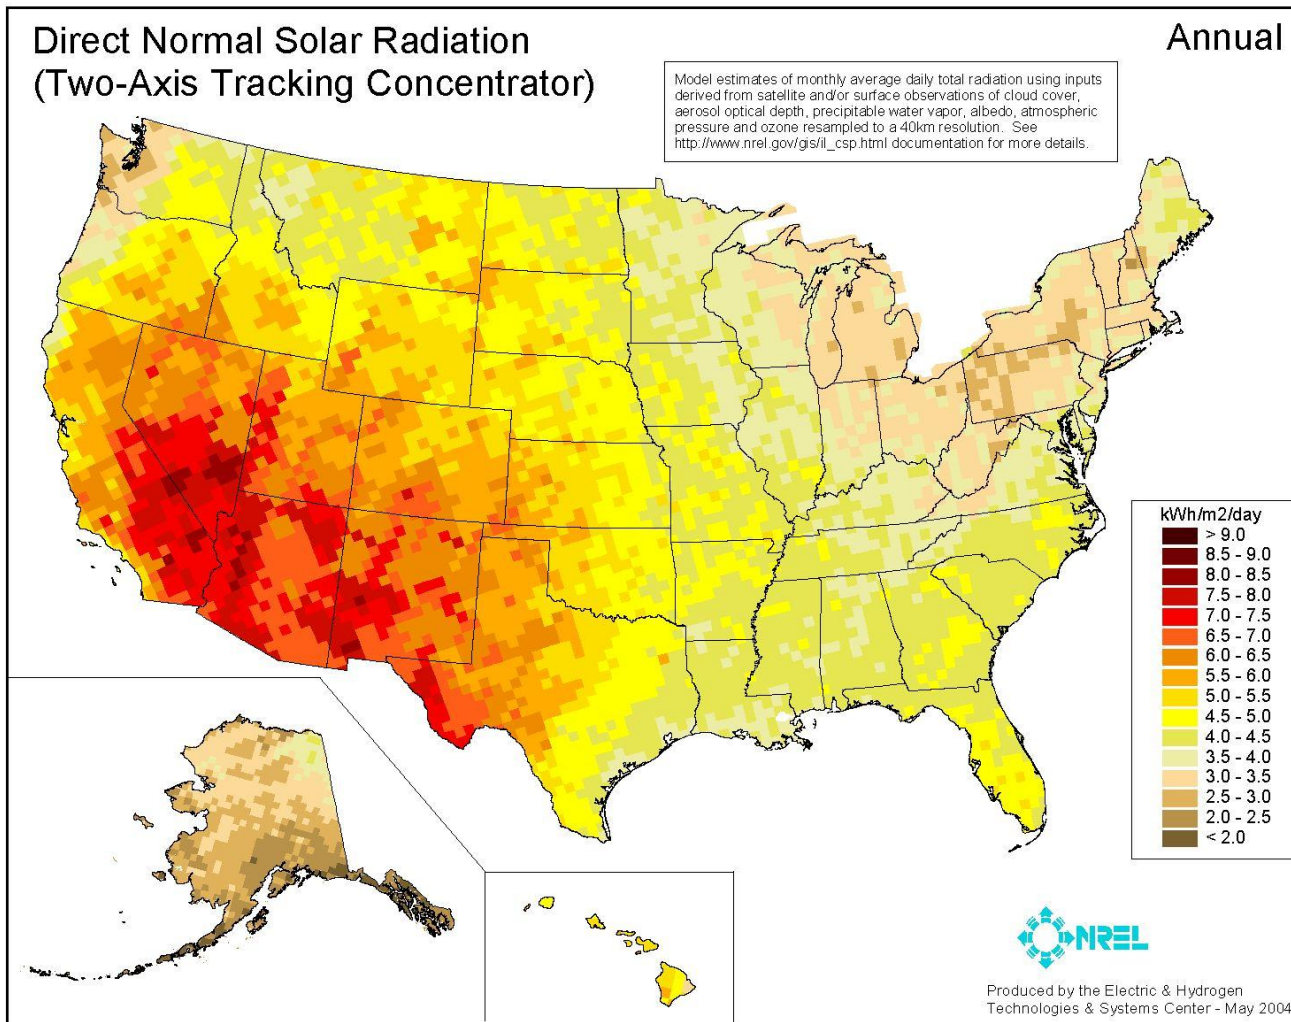 Direct Normal Solar Radiation
(Two-Axis Tracking Concentrator)
Annual
Model estimates of monthly average daily total radiation using inputs
derived from satellite and/or surface observations of cloud cover,
aerosol optical depth, precipitable water vapor, albedo, atmospheric
pressure and ozone resampled to a 40km resolution. See
http://www.nrel.gov/gis/il_csp.html documentation for more details.
kWh/m2/day
> 9.0
8.5 - 9.0
8.0 - 8.5
7.5 - 8.0
7.0 - 7.5
6.5 - 7.0
6.0 - 6.5
5.5 - 6.0
5.0 - 5.5
4.5 - 5.0
4.0 - 4.5
3.5 - 4.0
3.0 - 3.5
2.5 - 3.0
2.0 - 2.5
< 2.0
NREL
Produced by the Electric & Hydrogen
Technologies & Systems Center - May 2004